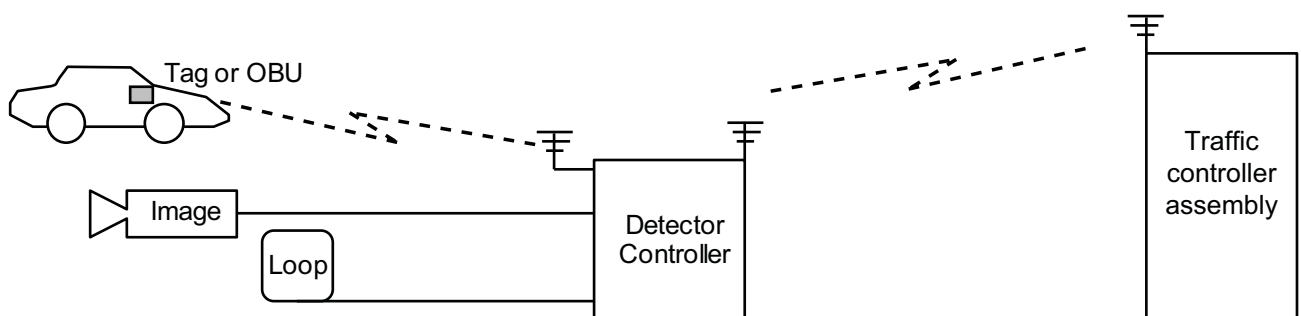 Tag or OBU
Image
Loop
Detector
Controller
Traffic
controller
assembly